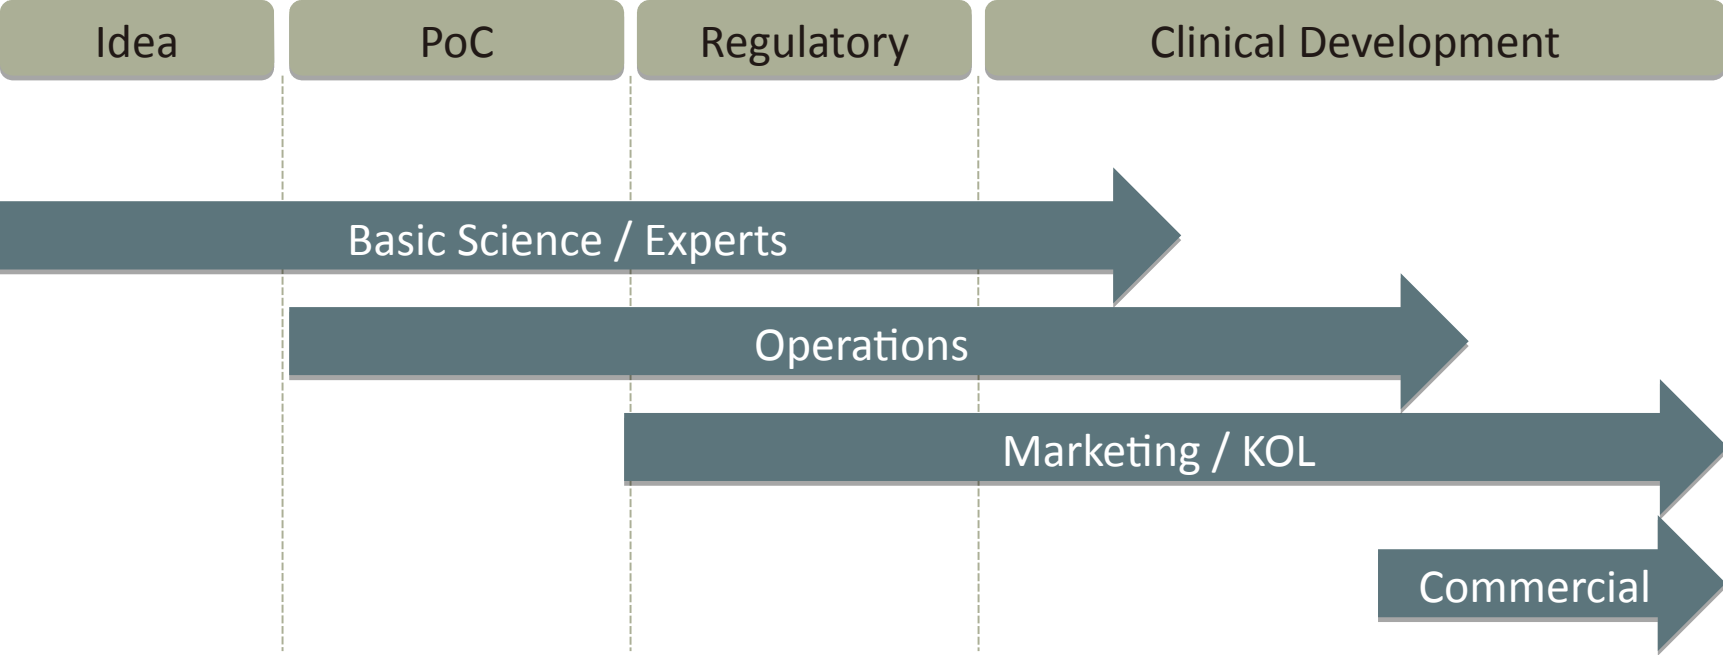 Idea
PoC
Regulatory
Clinical Development
Basic Science / Experts
Operations
Marketing / KOL
Commercial